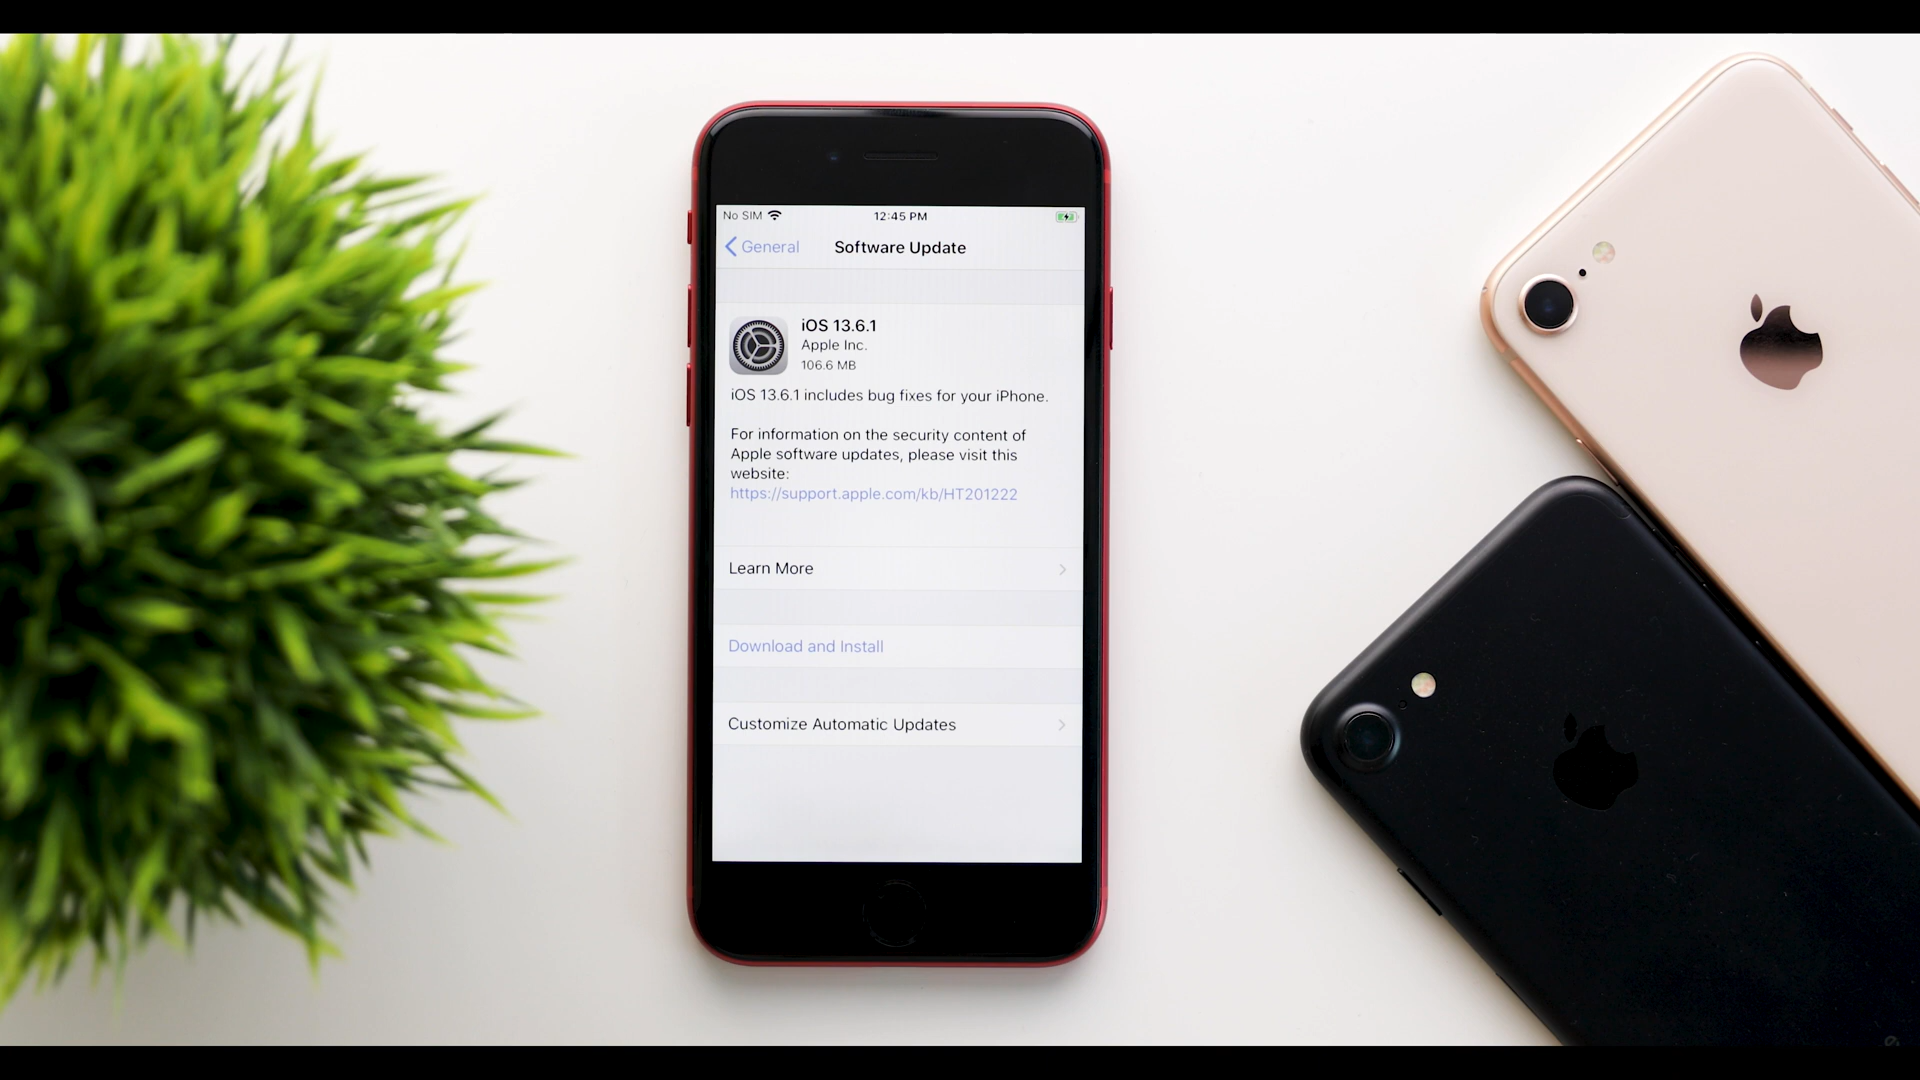 No SIM 12:45 PM
General Software Update
iOS 13.6.1
Apple Inc.
106.6 MB
iOS 13.6.1 includes bug fixes for your iPhone.
For information on the security content of
Apple software updates, please visit this
website:
https://support.apple.com/kb/HT201222
Learn More
Download and Install
Customize Automatic Updates